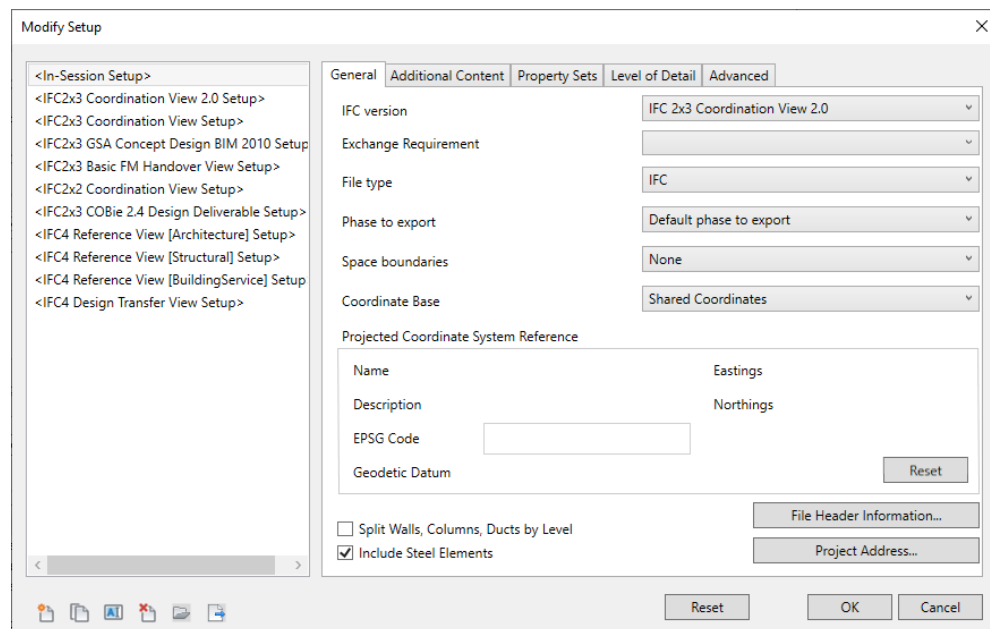 Modify Setup
<In-Session Setup>
<IFC2x3 Coordination View 2.0 Setup>
<IFC2x3 Coordination View Setup>
<IFC2x3 GSA Concept Design BIM 2010 Setup
<IFC2x3 Basic FM Handover View Setup>
<IFC2x2 Coordination View Setup>
<IFC2x3 COBie 2.4 Design Deliverable Setup>
<IFC4 Reference View [Architecture] Setup>
<IFC4 Reference View [Structural] Setup>
<IFC4 Reference View [BuildingService] Setup
<IFC4 Design Transfer View Setup>
General Additional Content Property Sets Level of Detail Advanced
IFC version IFC 2x3 Coordination View 2.0
Exchange Requirement
File type IFC
Phase to export Default phase to export
Space boundaries None
Coordinate Base Shared Coordinates
Projected Coordinate System Reference
Name Eastings
Description Northings
EPSG Code
Geodetic Datum Reset
Split Walls, Columns, Ducts by Level
Include Steel Elements
File Header Information...
Project Address...
AI
Reset OK Cancel